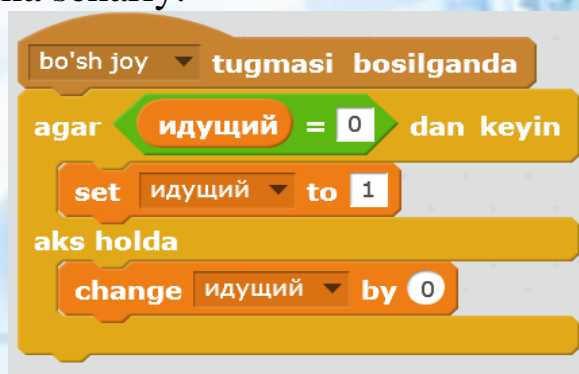 bo'sh joy tugmasi bosilganda
agar идущий = 0 dan keyin
set идущий to 1
aks holda
change идущий by 0